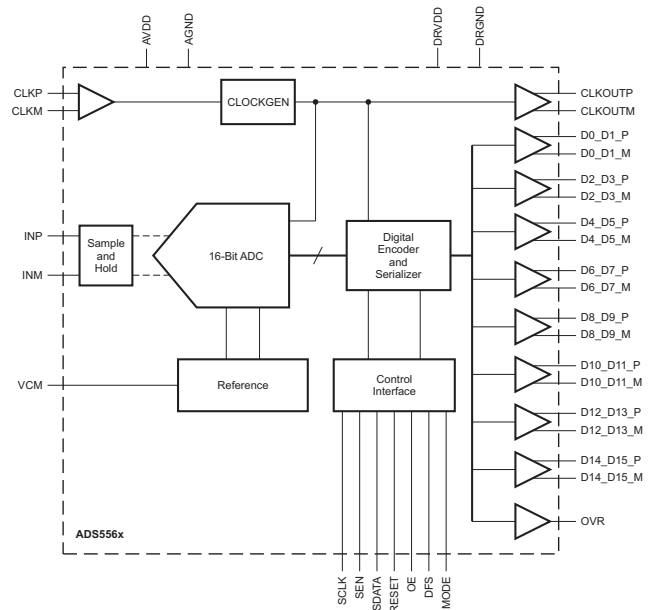 AVDD
AGND
DRVDD
DRGND
CLKP
CLKM
CLOCKGEN
CLKOUTP
CLKOUTM
D0_D1_P
D0_D1_M
D2_D3_P
D2_D3_M
D4_D5_P
D4_D5_M
INP
INM
Sample
and
Hold
16-Bit ADC
Digital
Encoder
and
Serializer
D6_D7_P
D6_D7_M
D8_D9_P
D8_D9_M
VCM
Reference
Control
Interface
D10_D11_P
D10_D11_M
D12_D13_P
D12_D13_M
D14_D15_P
D14_D15_M
OVR
ADS556x
SCLK
SEN
SDATA
RESET
OE
DFS
MODE